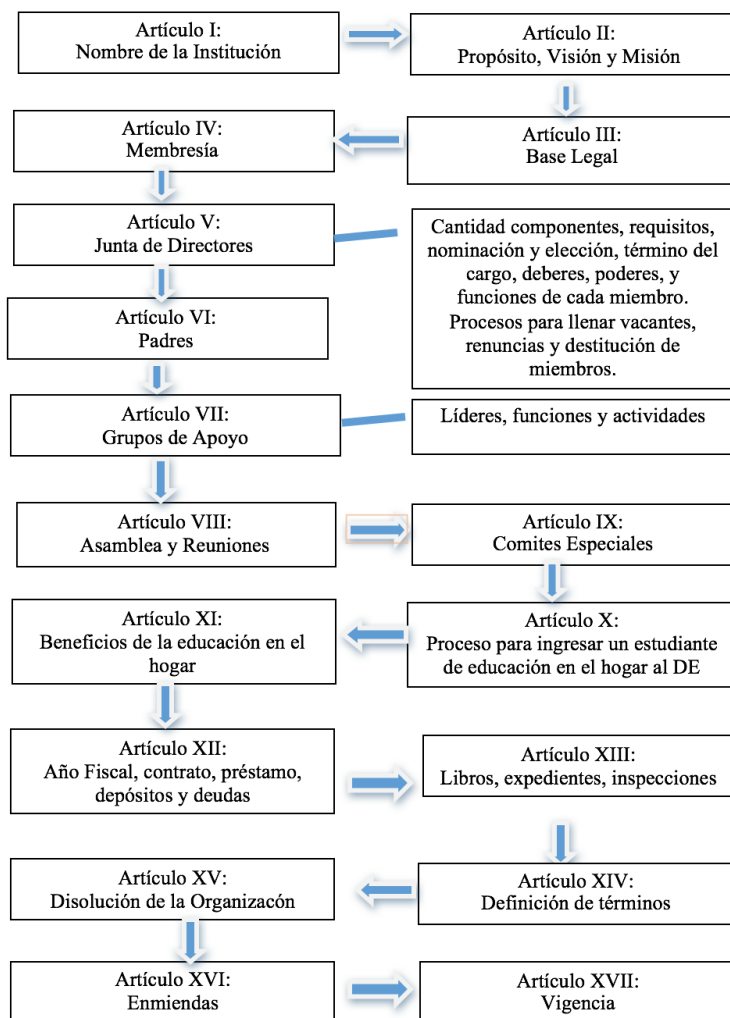 Artículo I:
Nombre de la Institución
Artículo II:
Propósito, Visión y Misión
Artículo III:
Base Legal
Artículo IV:
Membresía
Artículo V:
Junta de Directores
Cantidad componentes, requisitos,
nominación y elección, término del
cargo, deberes, poderes, y
funciones de cada miembro.
Procesos para llenar vacantes,
renuncias y destitución de
miembros.
Artículo VI:
Padres
Artículo VII:
Grupos de Apoyo
Líderes, funciones y actividades
Artículo VIII:
Asamblea y Reuniones
Artículo IX:
Comites Especiales
Artículo X:
Proceso para ingresar un estudiante
de educación en el hogar al DE
Artículo XI:
Beneficios de la educación en el
hogar
Artículo XII:
Año Fiscal, contrato, préstamo,
depósitos y deudas
Artículo XIII:
Libros, expedientes, inspecciones
Artículo XIV:
Definición de términos
Artículo XV:
Disolución de la Organizacón
Artículo XVI:
Enmiendas
Artículo XVII:
Vigencia